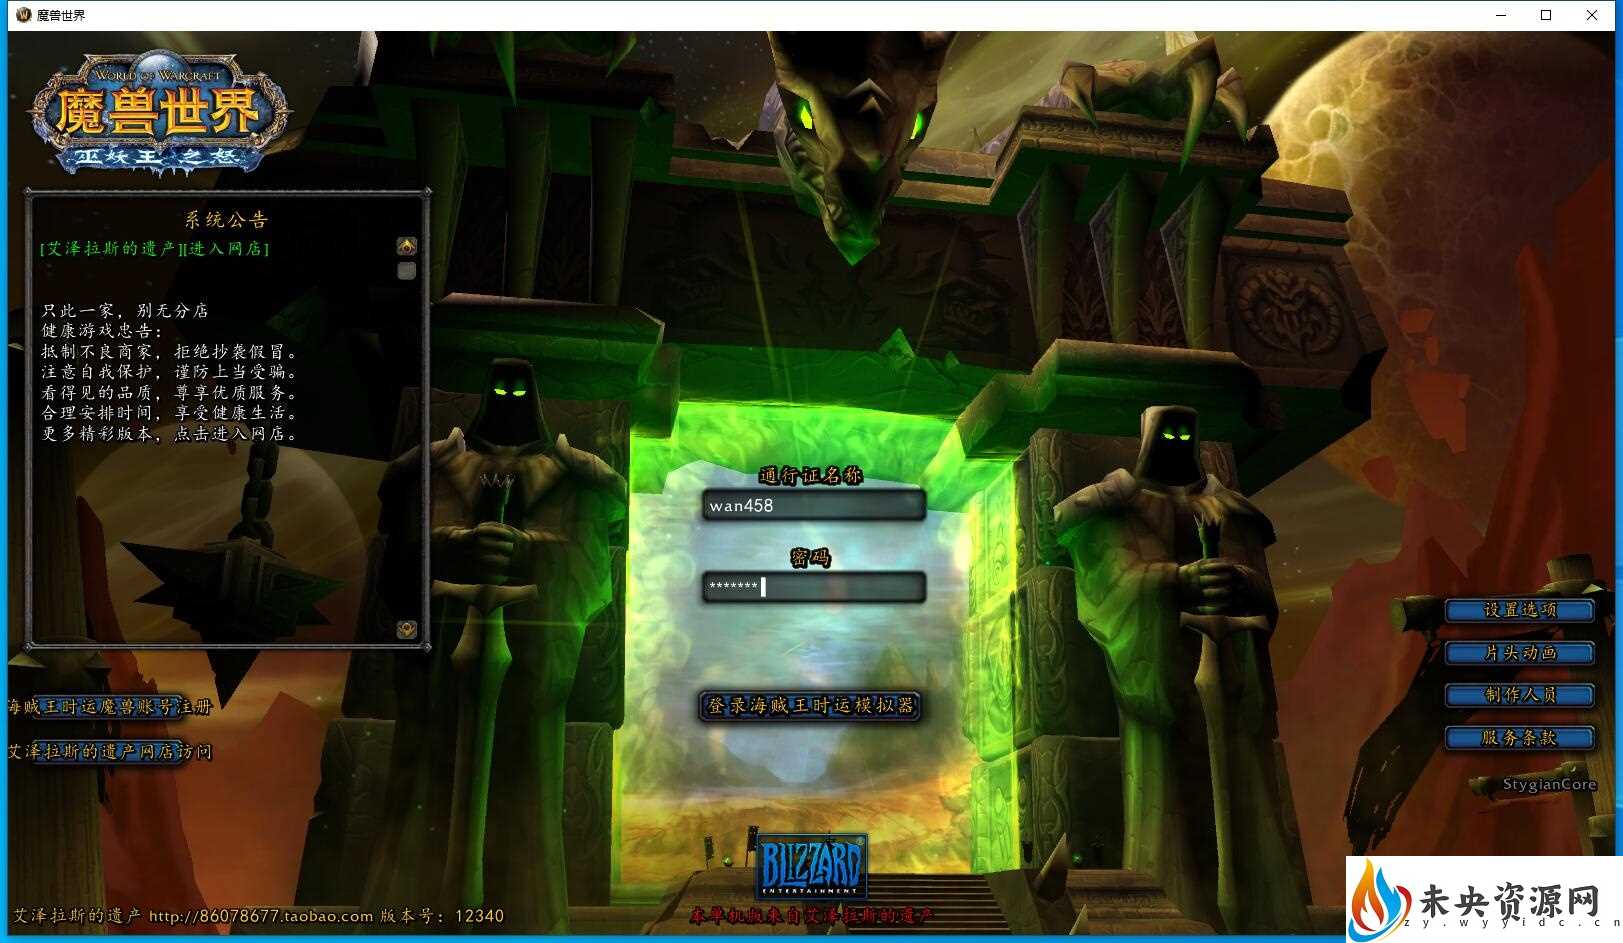 魔兽世界
WORLD OF WARCRAFT
魔兽世界
巫妖王之怒
系统公告
[艾泽拉斯的遗产][进入网店]
只此一家，别无分店
健康游戏忠告：
抵制不良商家，拒绝抄袭假冒。
注意自我保护，谨防上当受骗。
看得见的品质，尊享优质服务。
合理安排时间，享受健康生活。
更多精彩版本，点击进入网店。
通行证名称
wan458
密码
*******
登录海贼王时运模拟器
海贼王时运魔兽账号注册
艾泽拉斯的遗产网店访问
设置选项
片头动画
制作人员
服务条款
StygianCore
BLIZZARD
ENTERTAINMENT
艾泽拉斯的遗产 http://86078677.taobao.com 版本号：12340
本单机版来自艾泽拉斯的遗产
未央资源网
zy.wyyidc.cn